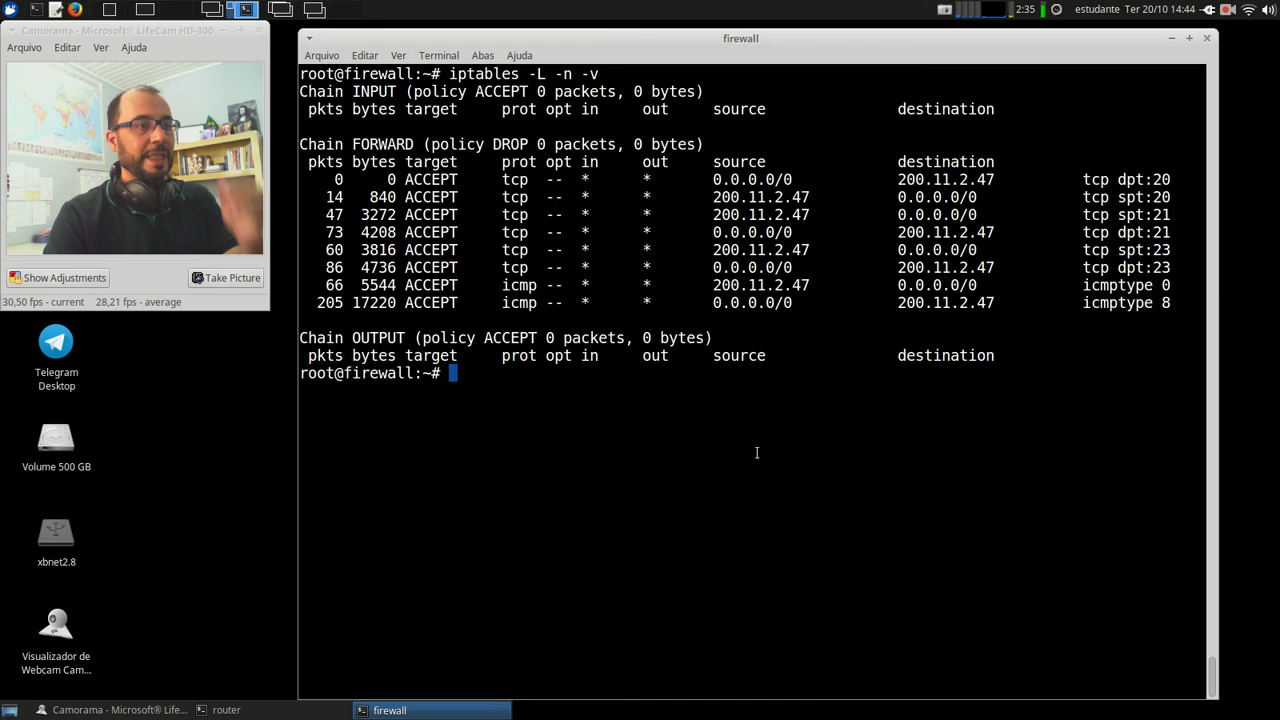 2:35 estudante Ter 20/10 14:44
Camorama - Microsoft® LifeCam HD-300
Arquivo Editar Ver Ajuda
Show Adjustments Take Picture
30,50 fps - current 28,21 fps - average
Telegram
Desktop
Volume 500 GB
xbnet2.8
Visualizador de
Webcam Cam...
firewall
Arquivo Editar Ver Terminal Abas Ajuda
root@firewall:~# iptables -L -n -v
Chain INPUT (policy ACCEPT 0 packets, 0 bytes)
pkts bytes target prot opt in out source destination
Chain FORWARD (policy DROP 0 packets, 0 bytes)
pkts bytes target prot opt in out source destination
0 0 ACCEPT tcp -- * * 0.0.0.0/0 200.11.2.47 tcp dpt:20
14 840 ACCEPT tcp -- * * 200.11.2.47 0.0.0.0/0 tcp spt:20
47 3272 ACCEPT tcp -- * * 200.11.2.47 0.0.0.0/0 tcp spt:21
73 4208 ACCEPT tcp -- * * 0.0.0.0/0 200.11.2.47 tcp dpt:21
60 3816 ACCEPT tcp -- * * 200.11.2.47 0.0.0.0/0 tcp spt:23
86 4736 ACCEPT tcp -- * * 0.0.0.0/0 200.11.2.47 tcp dpt:23
66 5544 ACCEPT icmp -- * * 200.11.2.47 0.0.0.0/0 icmptype 0
205 17220 ACCEPT icmp -- * * 0.0.0.0/0 200.11.2.47 icmptype 8
Chain OUTPUT (policy ACCEPT 0 packets, 0 bytes)
pkts bytes target prot opt in out source destination
root@firewall:~#
Camorama - Microsoft® LifeCa... router firewall